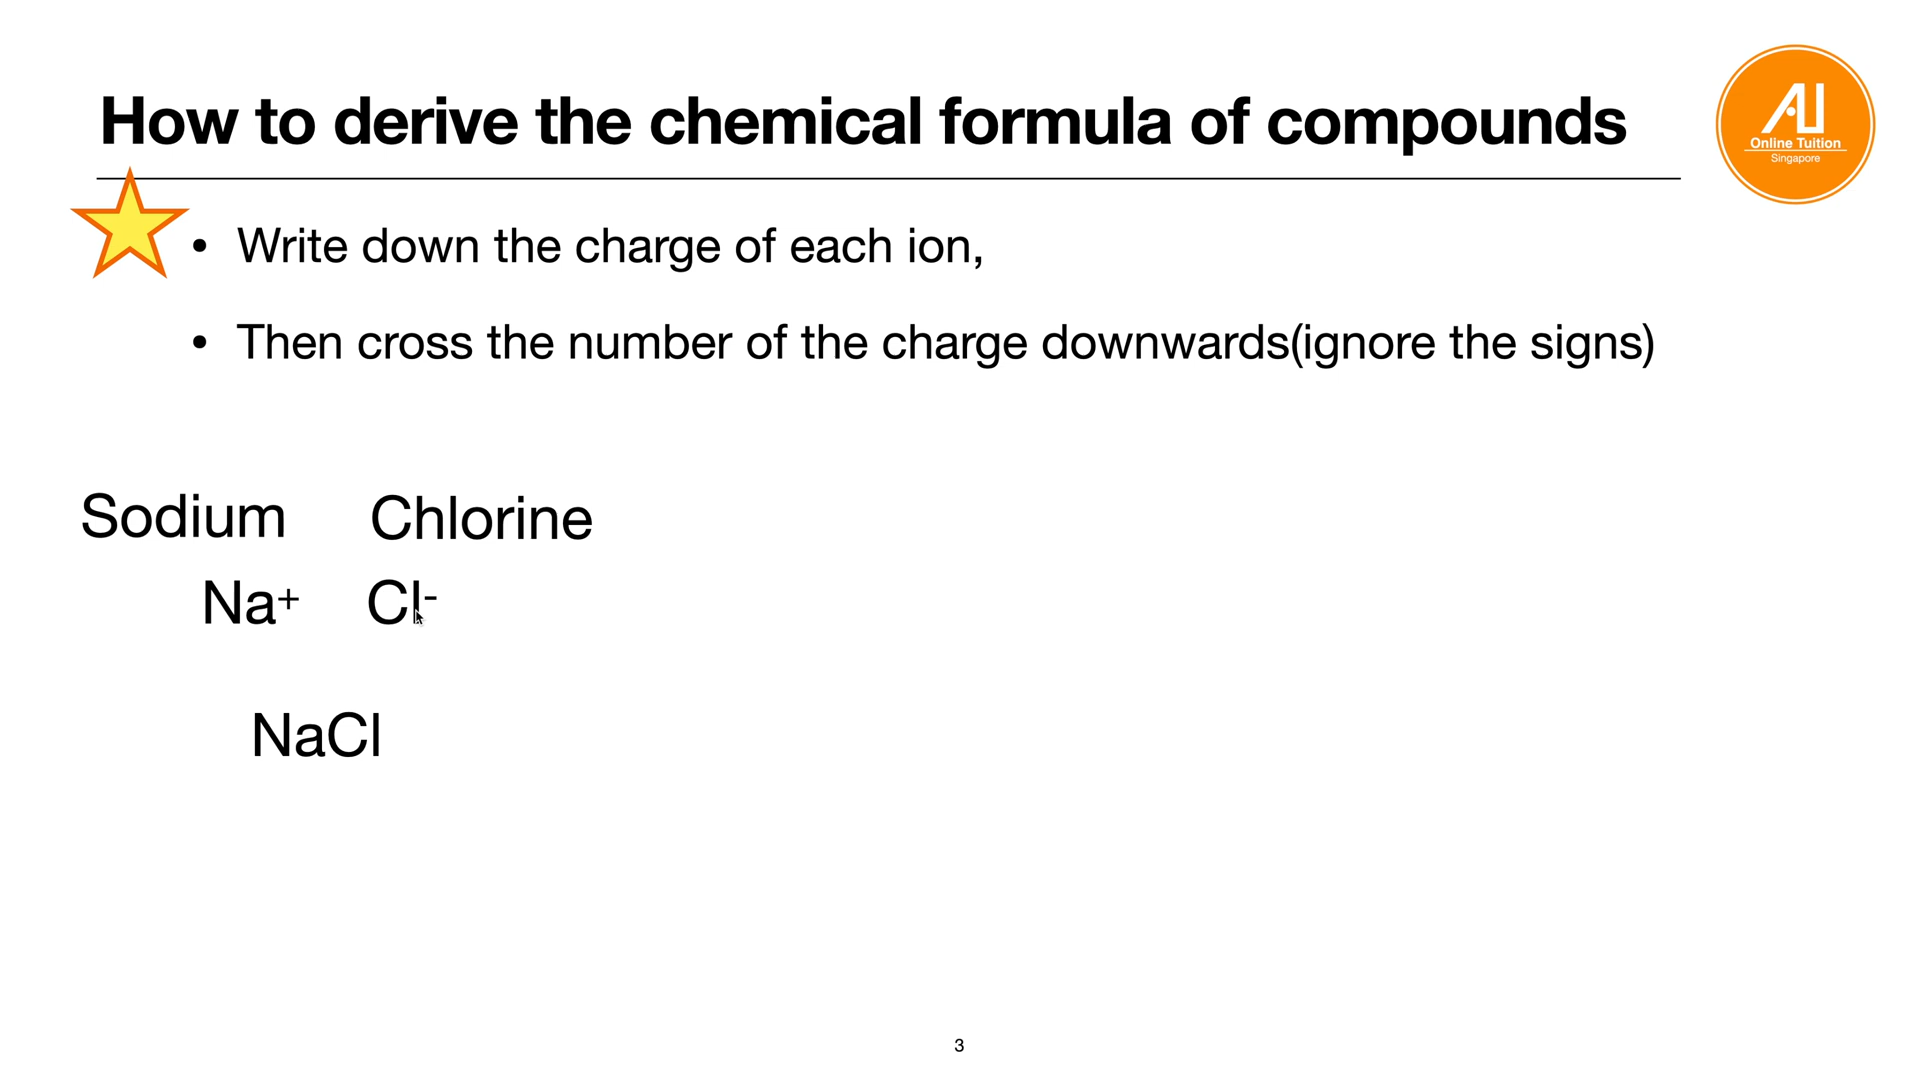 How to derive the chemical formula of compounds
AU
Online Tuition
Singapore
• Write down the charge of each ion,
• Then cross the number of the charge downwards(ignore the signs)
Sodium Chlorine
Na⁺ Cl⁻
NaCl
3